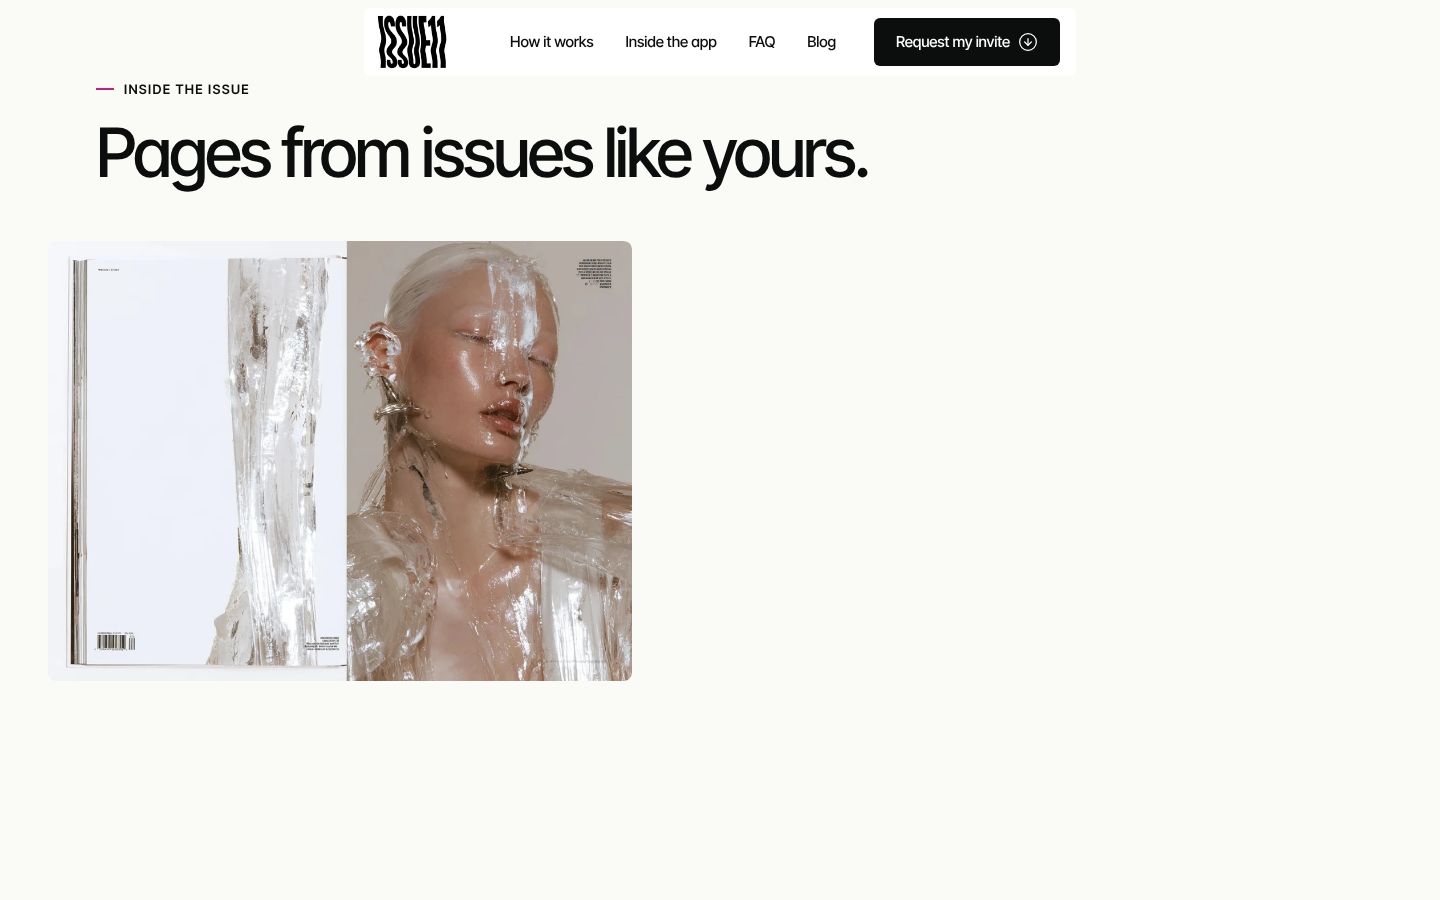 ISSUE11
How it works
Inside the app
FAQ
Blog
Request my invite
INSIDE THE ISSUE
Pages from issues like yours.